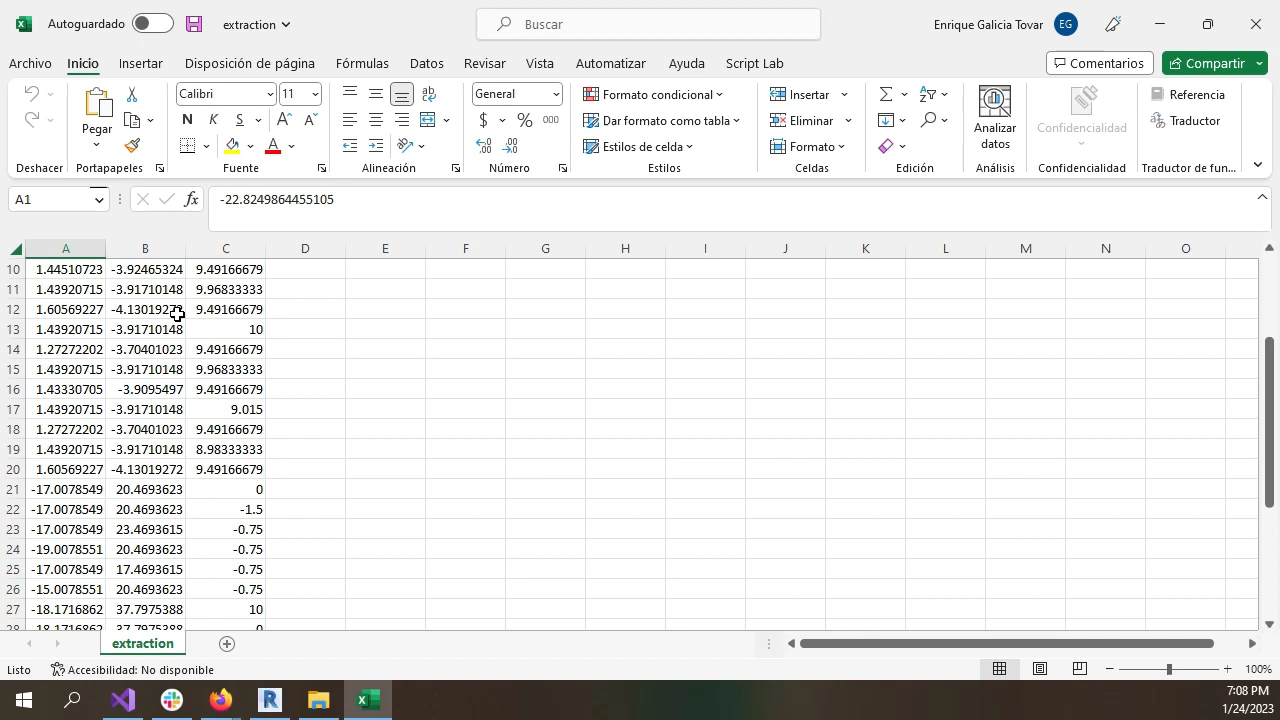 Autoguardado extraction Buscar Enrique Galicia Tovar EG
Archivo Inicio Insertar Disposición de página Fórmulas Datos Revisar Vista Automatizar Ayuda Script Lab Comentarios Compartir
Pegar Calibri 11 General Formato condicional Insertar Referencia
N K S $ % 000 Dar formato como tabla Eliminar Analizar datos Confidencialidad Traductor
Estilos de celda Formato
Deshacer Portapapeles Fuente Alineación Número Estilos Celdas Edición Análisis Confidencialidad Traductor de fun...
A1 fx -22.8249864455105
A B C D E F G H I J K L M N O
10 1.44510723 -3.92465324 9.49166679
11 1.43920715 -3.91710148 9.96833333
12 1.60569227 9.49166679
13 1.43920715 -3.91710148 10
14 1.27272202 -3.70401023 9.49166679
15 1.43920715 -3.91710148 9.96833333
16 1.43330705 -3.9095497 9.49166679
17 1.43920715 -3.91710148 9.015
18 1.27272202 -3.70401023 9.49166679
19 1.43920715 -3.91710148 8.98333333
20 1.60569227 -4.13019272 9.49166679
21 -17.0078549 20.4693623 0
22 -17.0078549 20.4693623 -1.5
23 -17.0078549 23.4693615 -0.75
24 -19.0078551 20.4693623 -0.75
25 -17.0078549 17.4693615 -0.75
26 -15.0078551 20.4693623 -0.75
27 -18.1716862 37.7975388 10
28 18.1716862 37.7975388 0
extraction
Listo Accesibilidad: No disponible 100%
7:08 PM
1/24/2023